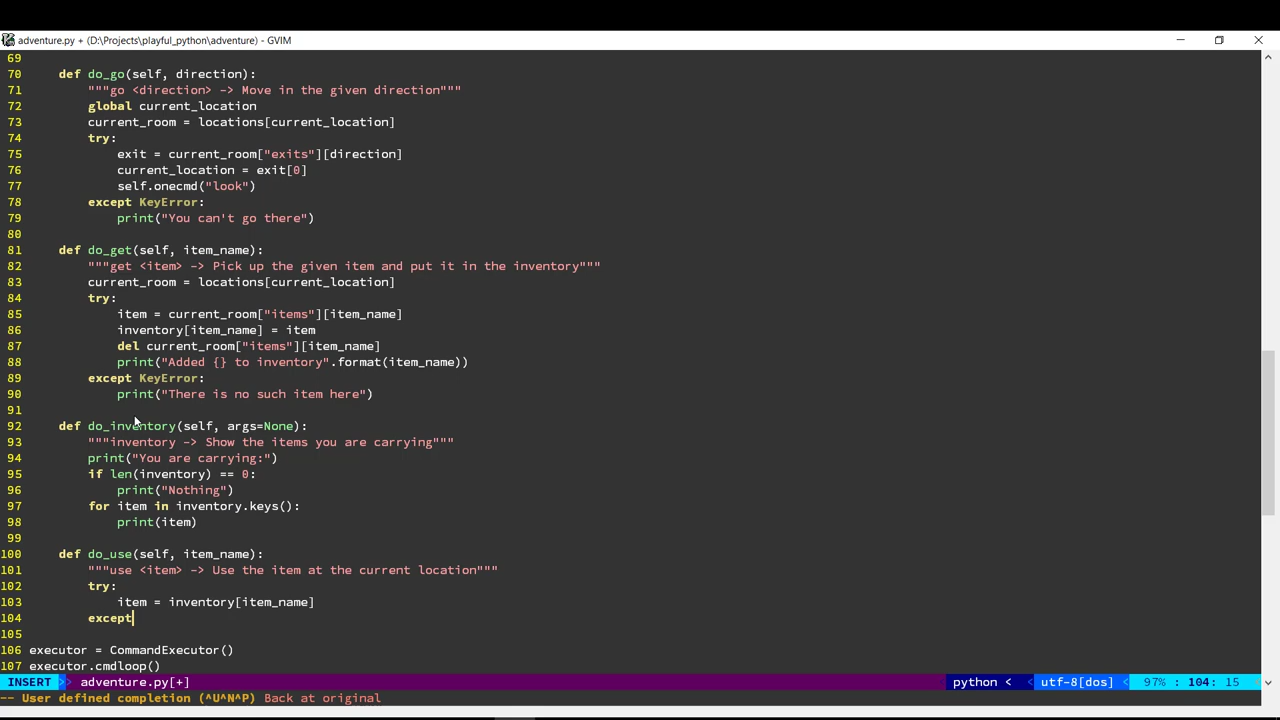 adventure.py + (D:\Projects\playful_python\adventure) - GVIM
69
70     def do_go(self, direction):
71         """go <direction> -> Move in the given direction"""
72         global current_location
73         current_room = locations[current_location]
74         try:
75             exit = current_room["exits"][direction]
76             current_location = exit[0]
77             self.onecmd("look")
78         except KeyError:
79             print("You can't go there")
80
81     def do_get(self, item_name):
82         """get <item> -> Pick up the given item and put it in the inventory"""
83         current_room = locations[current_location]
84         try:
85             item = current_room["items"][item_name]
86             inventory[item_name] = item
87             del current_room["items"][item_name]
88             print("Added {} to inventory".format(item_name))
89         except KeyError:
90             print("There is no such item here")
91
92     def do_inventory(self, args=None):
93         """inventory -> Show the items you are carrying"""
94         print("You are carrying:")
95         if len(inventory) == 0:
96             print("Nothing")
97         for item in inventory.keys():
98             print(item)
99
100     def do_use(self, item_name):
101         """use <item> -> Use the item at the current location"""
102         try:
103             item = inventory[item_name]
104         except
105
106 executor = CommandExecutor()
107 executor.cmdloop()
INSERT >> adventure.py[+] python < < utf-8[dos] < 97% : 104: 15
-- User defined completion (^U^N^P) Back at original